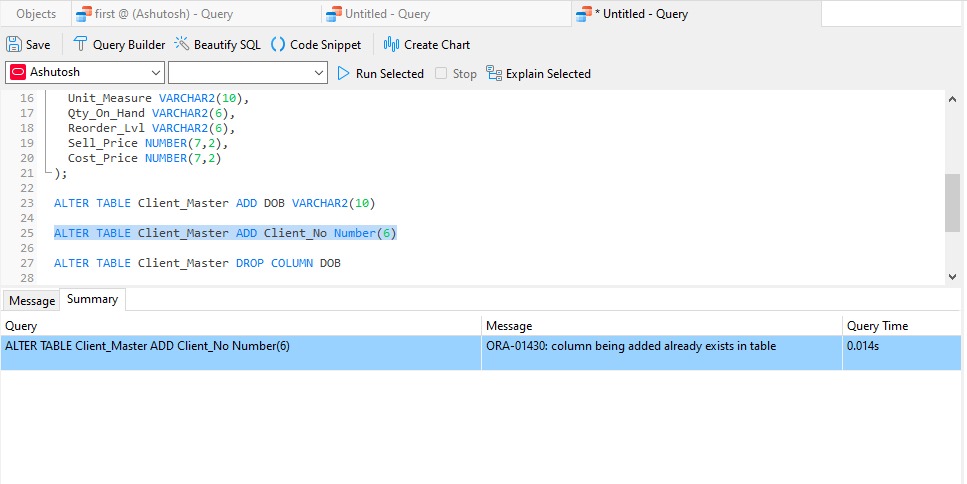 Objects first @ (Ashutosh) - Query Untitled - Query * Untitled - Query
Save Query Builder Beautify SQL Code Snippet Create Chart
Ashutosh Run Selected Stop Explain Selected
16 Unit_Measure VARCHAR2(10),
17 Qty_On_Hand VARCHAR2(6),
18 Reorder_Lvl VARCHAR2(6),
19 Sell_Price NUMBER(7,2),
20 Cost_Price NUMBER(7,2)
21 );
22
23 ALTER TABLE Client_Master ADD DOB VARCHAR2(10)
24
25 ALTER TABLE Client_Master ADD Client_No Number(6)
26
27 ALTER TABLE Client_Master DROP COLUMN DOB
28
Message Summary
Query Message Query Time
ALTER TABLE Client_Master ADD Client_No Number(6) ORA-01430: column being added already exists in table 0.014s